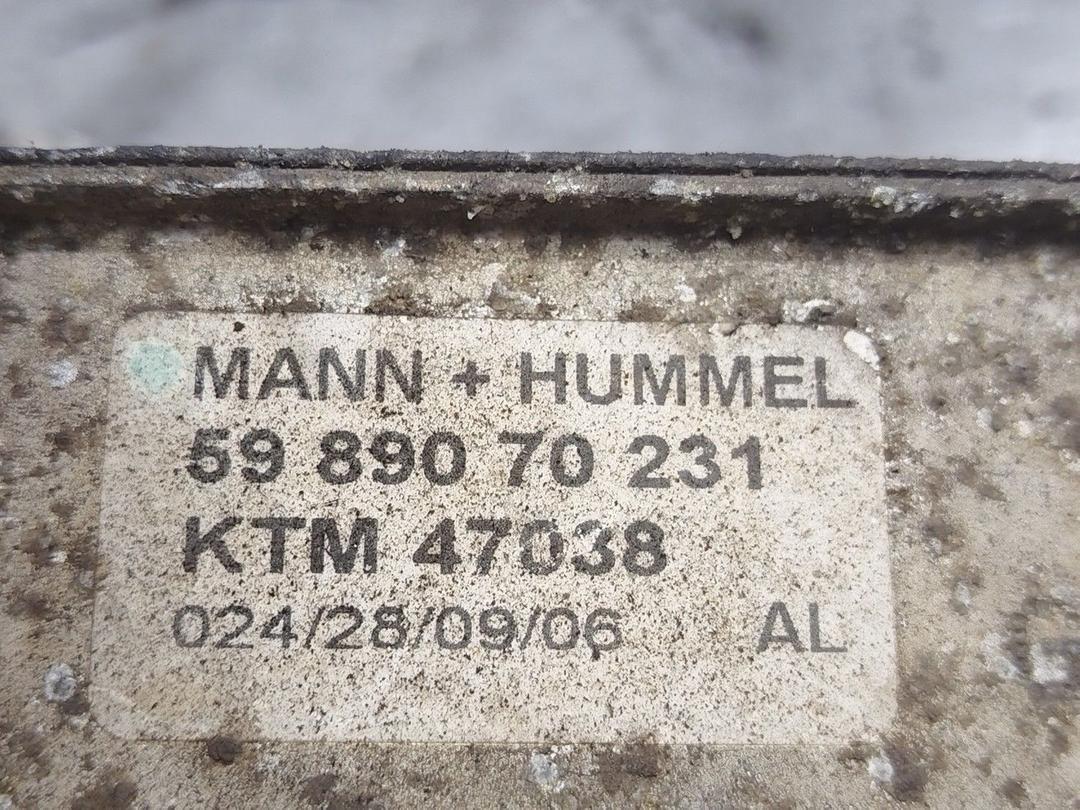 MANN + HUMMEL
59 890 70 231
KTM 47038
024/28/09/06 AL